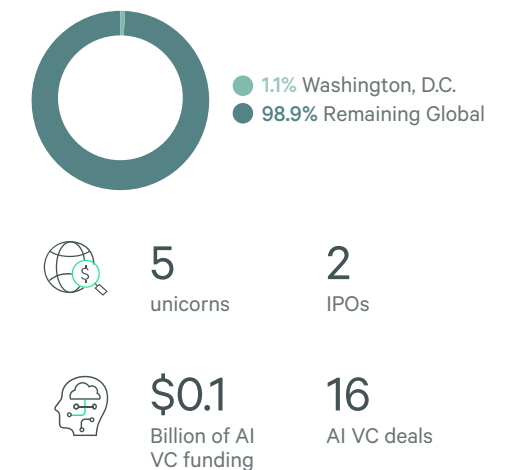 1.1% Washington, D.C.
98.9% Remaining Global
5
unicorns
2
IPOs
$
$0.1
Billion of AI
VC funding
16
AI VC deals